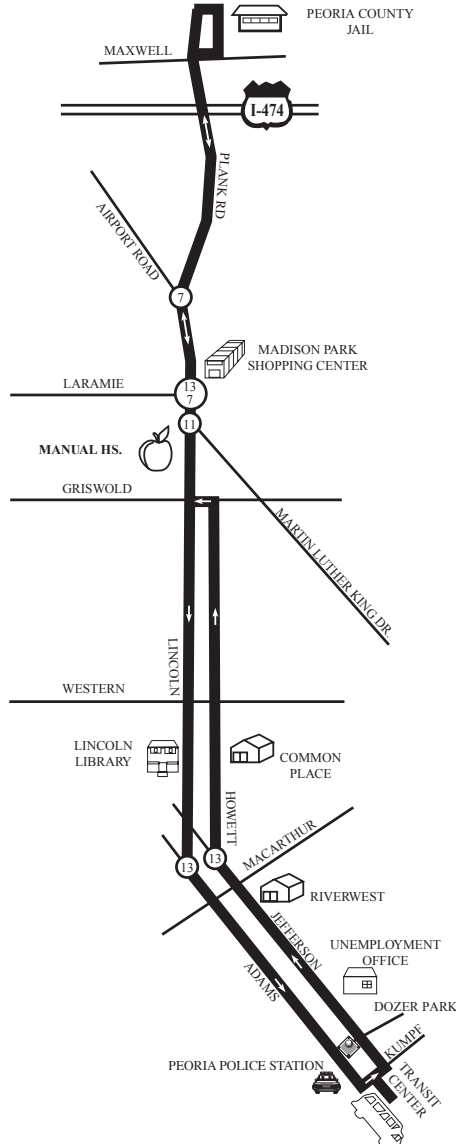 PEORIA COUNTY
JAIL
MAXWELL
I-474
PLANK RD
AIRPORT ROAD
7
MADISON PARK
SHOPPING CENTER
LARAMIE
13
7
11
MANUAL HS.
GRISWOLD
MARTIN LUTHER KING DR.
LINCOLN
WESTERN
LINCOLN
LIBRARY
COMMON
PLACE
HOWETT
MACARTHUR
13
13
RIVERWEST
JEFFERSON
UNEMPLOYMENT
OFFICE
ADAMS
DOZER PARK
KUMPF
PEORIA POLICE STATION
TRANSIT
CENTER